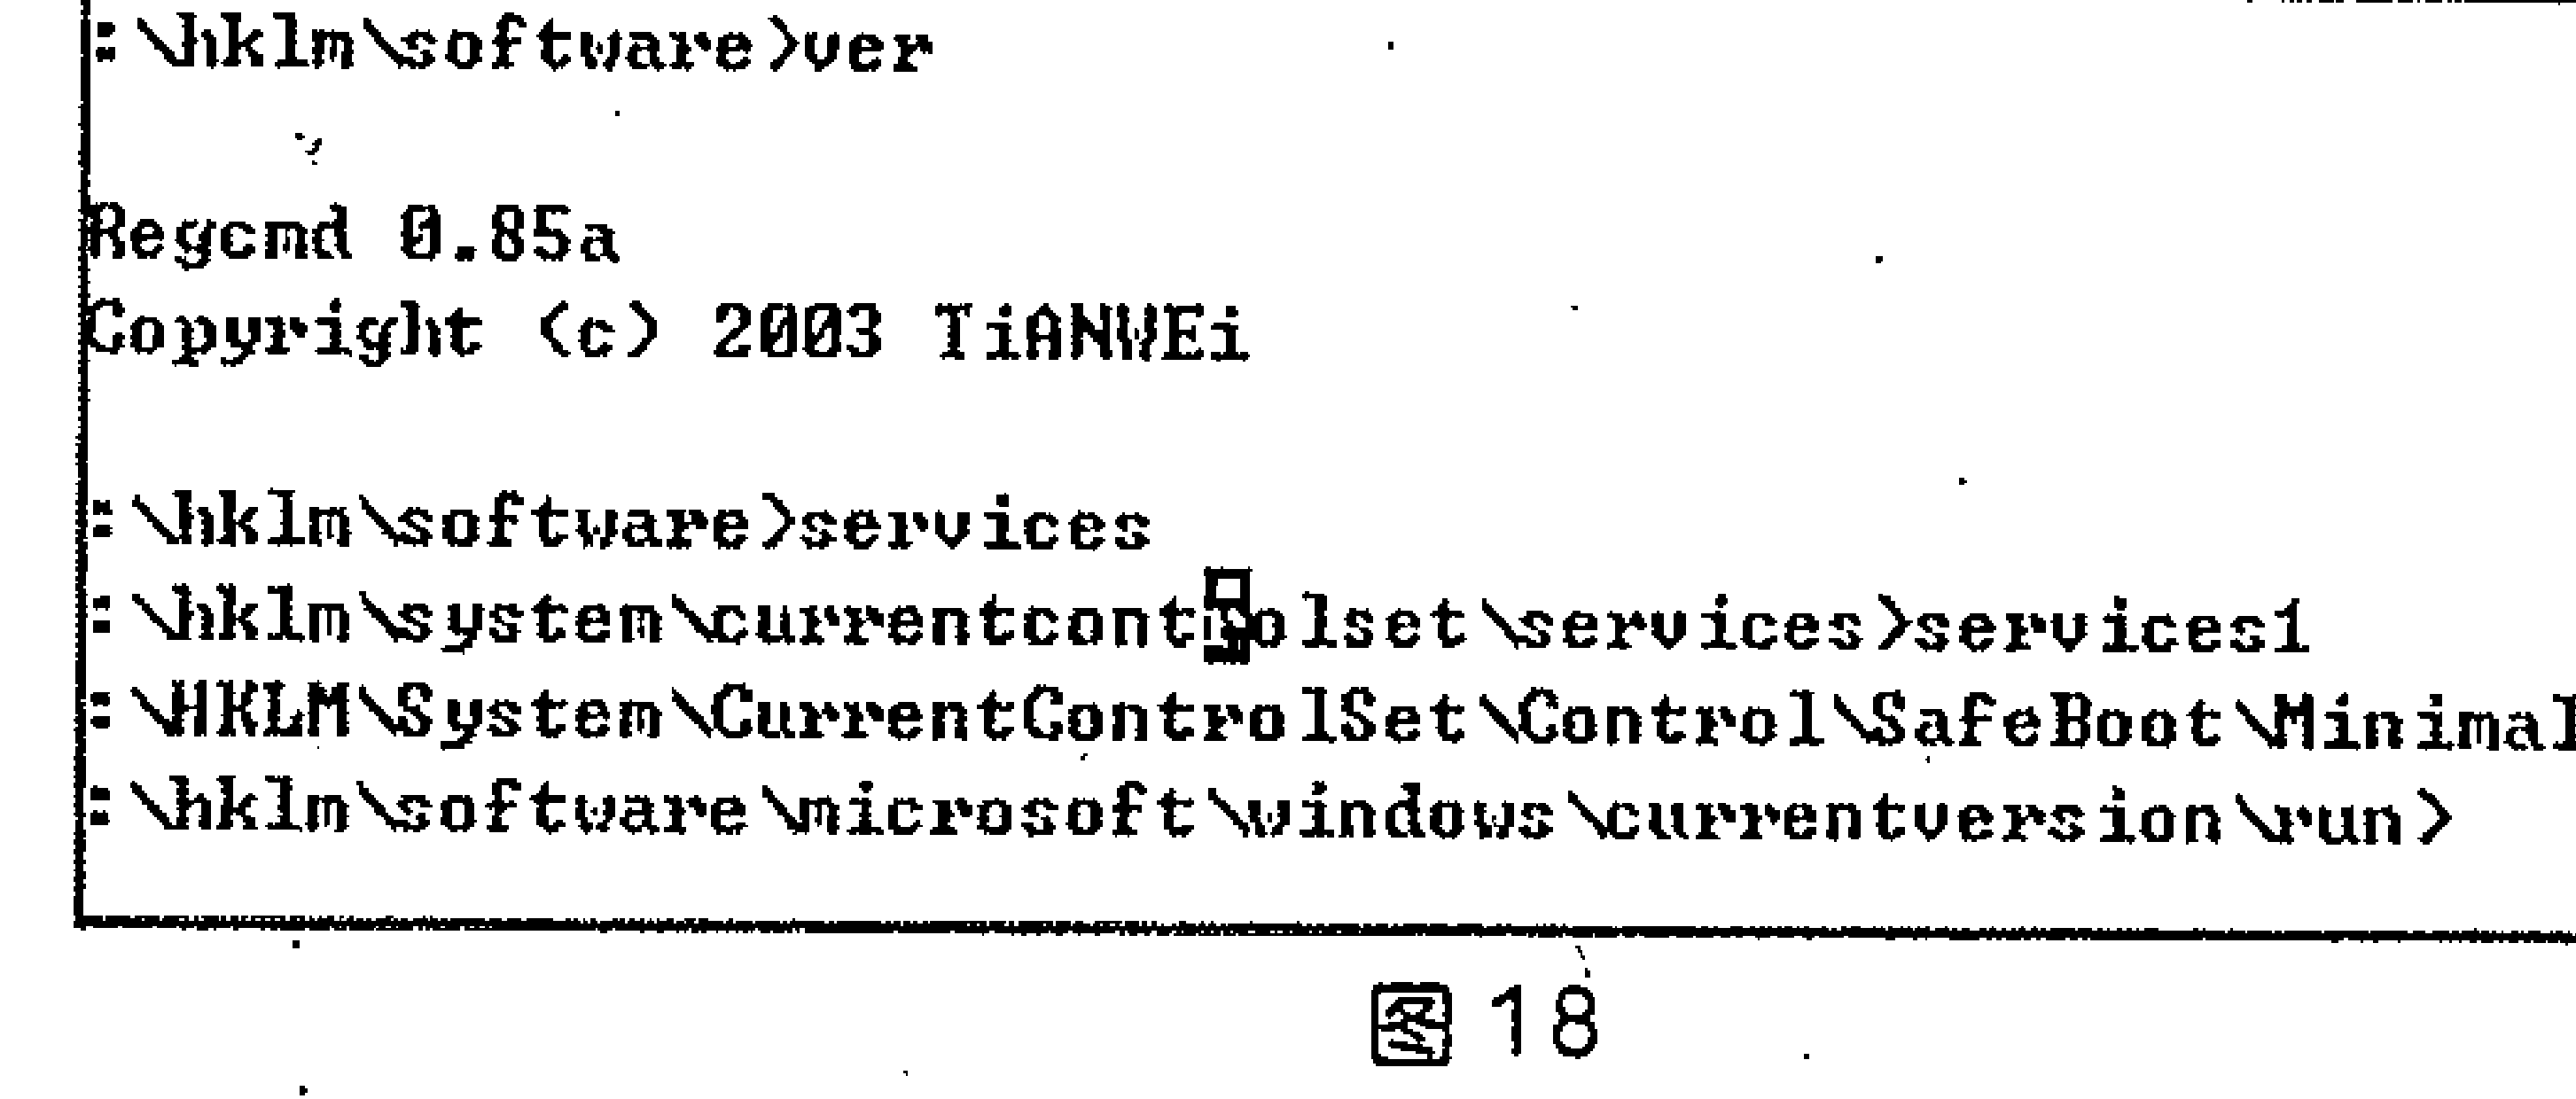 :\hklm\software>ver
Regcmd 0.85a
Copyright (c) 2003 TiANWEi
:\hklm\software>services
:\hklm\system\currentcontrolset\services>services1
:\HKLM\System\CurrentControlSet\Control\SafeBoot\Minimal
:\hklm\software\microsoft\windows\currentversion\run>
图 18